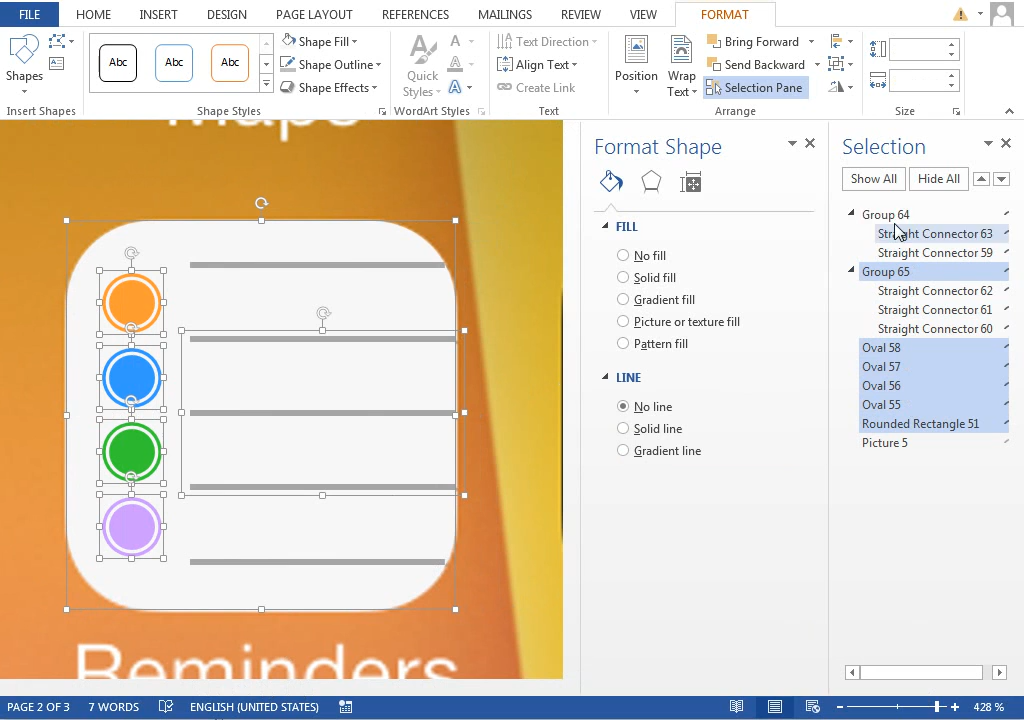 FILE HOME INSERT DESIGN PAGE LAYOUT REFERENCES MAILINGS REVIEW VIEW FORMAT
Shapes
Insert Shapes
Abc Abc Abc
Shape Fill
Shape Outline
Shape Effects
Shape Styles
Quick
Styles
A
A
A
WordArt Styles
Text Direction
Align Text
Create Link
Text
Position
Wrap
Text
Bring Forward
Send Backward
Selection Pane
Arrange
Size
Reminders
Format Shape
FILL
No fill
Solid fill
Gradient fill
Picture or texture fill
Pattern fill
LINE
No line
Solid line
Gradient line
Selection
Show All Hide All
Group 64
Straight Connector 63
Straight Connector 59
Group 65
Straight Connector 62
Straight Connector 61
Straight Connector 60
Oval 58
Oval 57
Oval 56
Oval 55
Rounded Rectangle 51
Picture 5
PAGE 2 OF 3 7 WORDS ENGLISH (UNITED STATES) 428 %